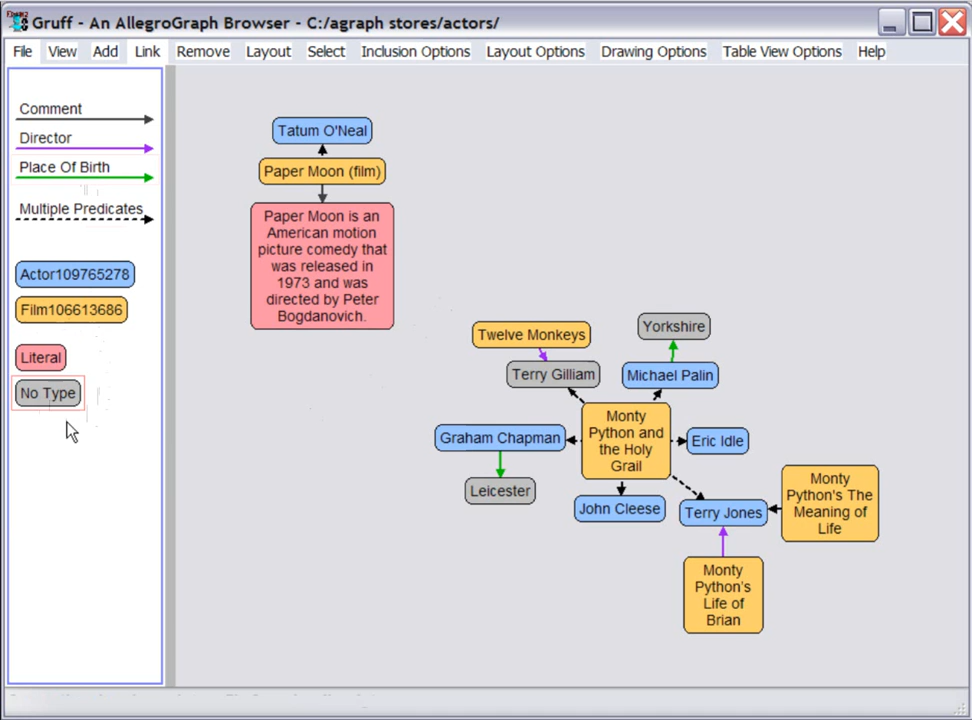 Gruff - An AllegroGraph Browser - C:/agraph stores/actors/
File View Add Link Remove Layout Select Inclusion Options Layout Options Drawing Options Table View Options Help
Comment
Director
Place Of Birth
Multiple Predicates
Actor109765278
Film106613686
Literal
No Type
Tatum O'Neal
Paper Moon (film)
Paper Moon is an
American motion
picture comedy that
was released in
1973 and was
directed by Peter
Bogdanovich.
Twelve Monkeys
Yorkshire
Terry Gilliam
Michael Palin
Monty
Python and
the Holy
Grail
Graham Chapman
Eric Idle
Leicester
John Cleese
Terry Jones
Monty
Python's The
Meaning of
Life
Monty
Python's
Life of
Brian